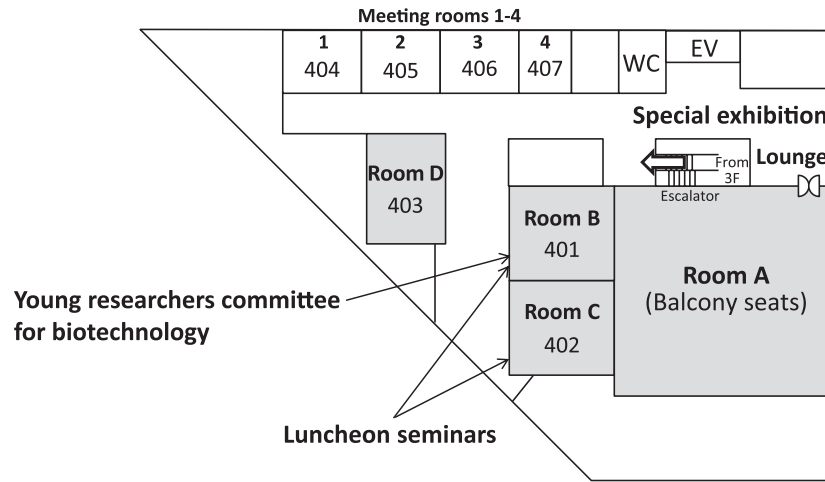 Meeting rooms 1-4
1 2 3 4
404 405 406 407
WC
EV
Special exhibition
Room D
403
From
3F
Lounge
Escalator
Room B
401
Room A
(Balcony seats)
Young researchers committee
for biotechnology
Room C
402
Luncheon seminars